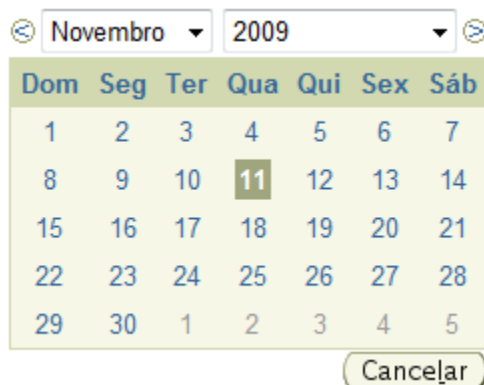 < Novembro 2009 >
Dom Seg Ter Qua Qui Sex Sáb
1 2 3 4 5 6 7
8 9 10 11 12 13 14
15 16 17 18 19 20 21
22 23 24 25 26 27 28
29 30 1 2 3 4 5
Cancelar